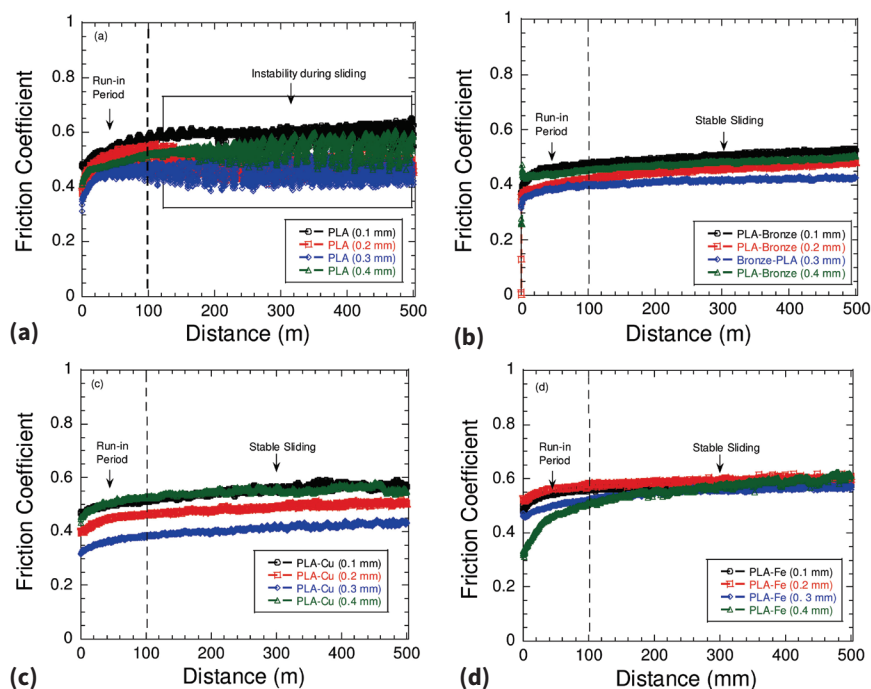 (a)
Friction Coefficient
1
0.8
0.6
0.4
0.2
0
Run-in
Period
Instability during sliding
PLA (0.1 mm)
PLA (0.2 mm)
PLA (0.3 mm)
PLA (0.4 mm)
0 100 200 300 400 500
Distance (m)
(a)
Friction Coefficient
1
0.8
0.6
0.4
0.2
0
Run-in
Period
Stable Sliding
PLA-Bronze (0.1 mm)
PLA-Bronze (0.2 mm)
Bronze-PLA (0.3 mm)
PLA-Bronze (0.4 mm)
0 100 200 300 400 500
Distance (m)
(b)
(c)
Friction Coefficient
1
0.8
0.6
0.4
0.2
0
Run-in
Period
Stable Sliding
PLA-Cu (0.1 mm)
PLA-Cu (0.2 mm)
PLA-Cu (0.3 mm)
PLA-Cu (0.4 mm)
0 100 200 300 400 500
Distance (m)
(c)
(d)
Friction Coefficient
1
0.8
0.6
0.4
0.2
0
Run-in
Period
Stable Sliding
PLA-Fe (0.1 mm)
PLA-Fe (0.2 mm)
PLA-Fe (0. 3 mm)
PLA-Fe (0.4 mm)
0 100 200 300 400 500
Distance (mm)
(d)